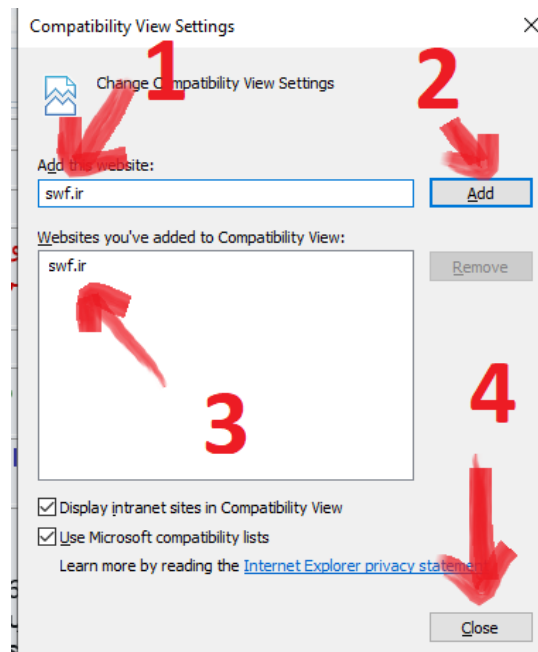 Compatibility View Settings
Change Compatibility View Settings
1
2
Add this website:
swf.ir
Add
Websites you've added to Compatibility View:
swf.ir
Remove
3
4
Display intranet sites in Compatibility View
Use Microsoft compatibility lists
Learn more by reading the Internet Explorer privacy statement
Close